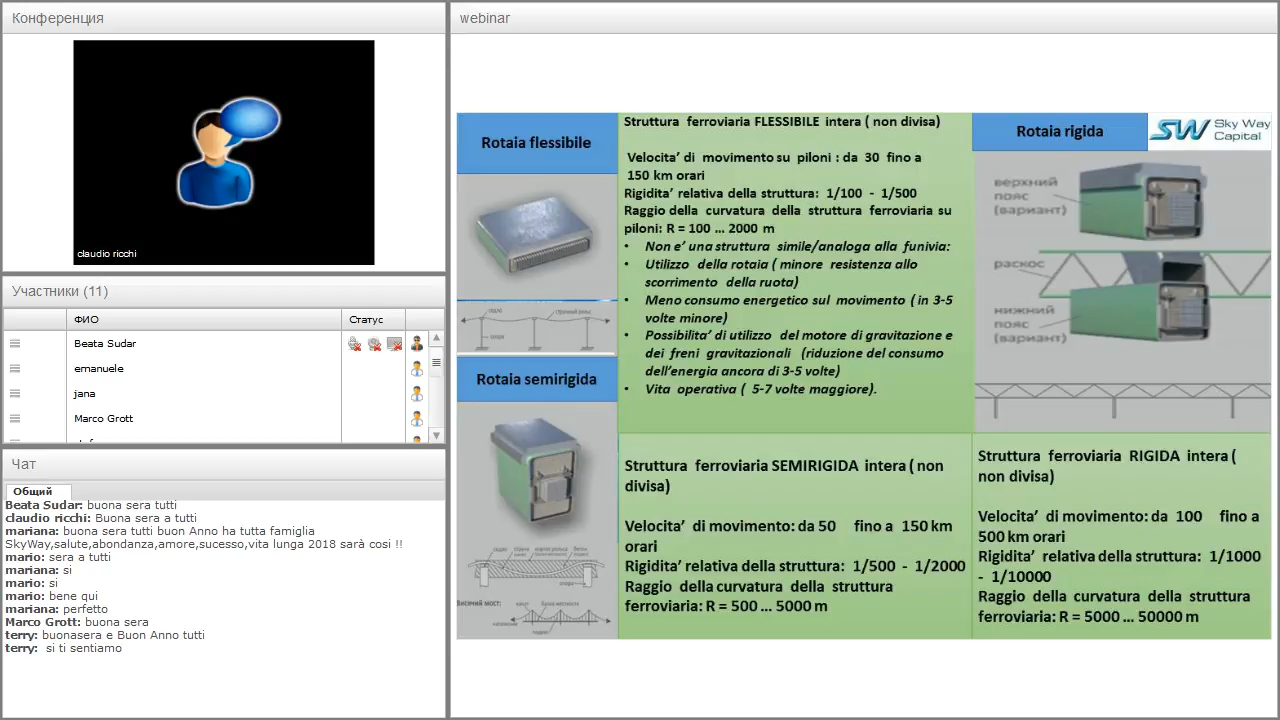 Конференция
claudio ricchi
Участники (11)
ФИО
Статус
Beata Sudar
emanuele
jana
Marco Grott
Чат
Общий
Beata Sudar: buona sera tutti
claudio ricchi: Buona sera a tutti
mariana: buona sera tutti buon Anno ha tutta famiglia
SkyWay,salute,abondanza,amore,sucesso,vita lunga 2018 sarà cosi !!
mario: sera a tutti
mariana: si
mario: si
mario: bene qui
mariana: perfetto
Marco Grott: buona sera
terry: buonasera e Buon Anno tutti
terry: si ti sentiamo
webinar
Rotaia flessibile
Struttura ferroviaria FLESSIBILE intera ( non divisa)
Velocita' di movimento su piloni : da 30 fino a
150 km orari
Rigidita' relativa della struttura: 1/100 - 1/500
Raggio della curvatura della struttura ferroviaria su
piloni: R = 100 ... 2000 m
• Non e' una struttura simile/analoga alla funivia:
• Utilizzo della rotaia ( minore resistenza allo
scorrimento della ruota)
• Meno consumo energetico sul movimento ( in 3-5
volte minore)
• Possibilita' di utilizzo del motore di gravitazione e
dei freni gravitazionali (riduzione del consumo
dell'energia ancora di 3-5 volte)
• Vita operativa ( 5-7 volte maggiore).
Rotaia rigida
SW Sky Way
Capital
верхний
пояс
(вариант)
раскос
нижний
пояс
(вариант)
Rotaia semirigida
Висячий мост:
Struttura ferroviaria SEMIRIGIDA intera ( non
divisa)
Velocita' di movimento: da 50 fino a 150 km
orari
Rigidita' relativa della struttura: 1/500 - 1/2000
Raggio della curvatura della struttura
ferroviaria: R = 500 ... 5000 m
Struttura ferroviaria RIGIDA intera (
non divisa)
Velocita' di movimento: da 100 fino a
500 km orari
Rigidita' relativa della struttura: 1/1000
- 1/10000
Raggio della curvatura della struttura
ferroviaria: R = 5000 ... 50000 m